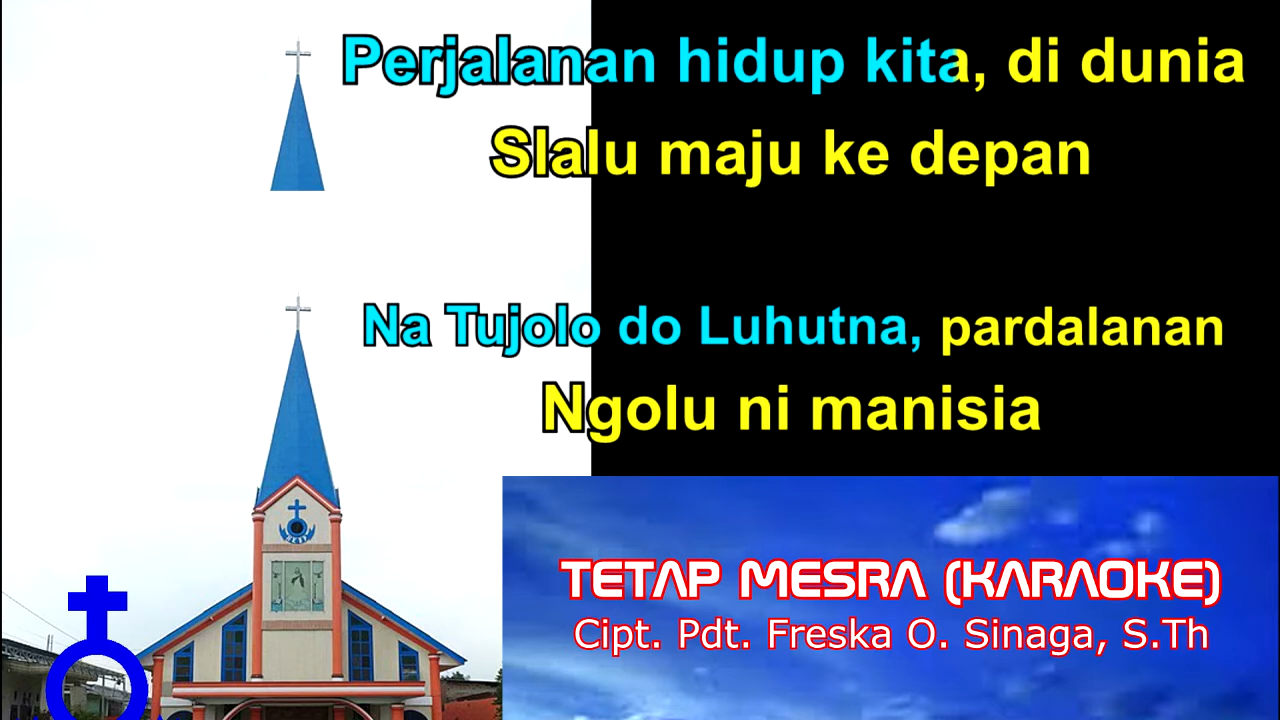 Perjalanan hidup kita, di dunia
Slalu maju ke depan
Na Tujolo do Luhutna, pardalanan
Ngolu ni manisia
TETAP MESRA (KARAOKE)
Cipt. Pdt. Freska O. Sinaga, S.Th